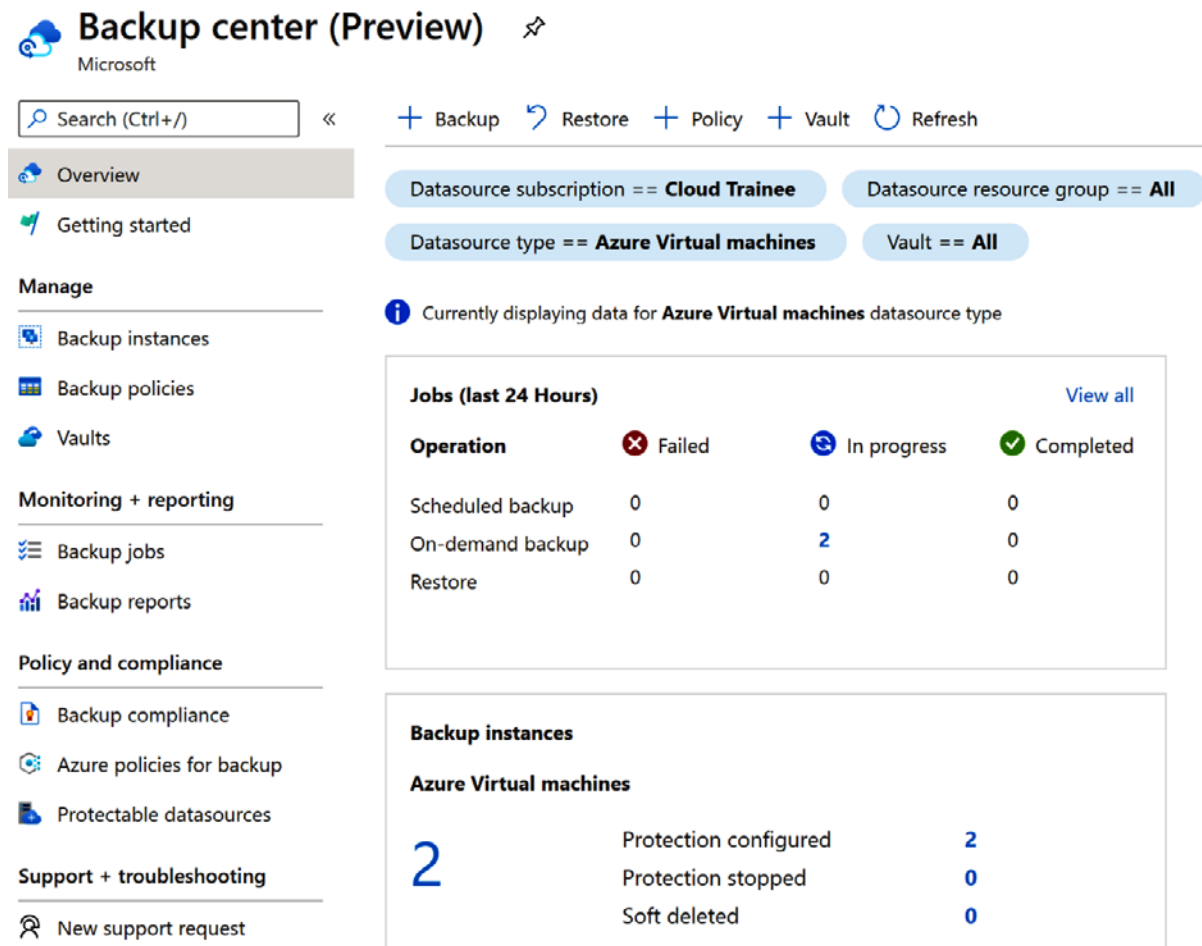 Backup center (Preview)
Microsoft
Search (Ctrl+/)
«
Overview
Getting started
Manage
Backup instances
Backup policies
Vaults
Monitoring + reporting
Backup jobs
Backup reports
Policy and compliance
Backup compliance
Azure policies for backup
Protectable datasources
Support + troubleshooting
New support request
+ Backup Restore + Policy + Vault Refresh
Datasource subscription == Cloud Trainee Datasource resource group == All
Datasource type == Azure Virtual machines Vault == All
Currently displaying data for Azure Virtual machines datasource type
Jobs (last 24 Hours) View all
Operation Failed In progress Completed
Scheduled backup 0 0 0
On-demand backup 0 2 0
Restore 0 0 0
Backup instances
Azure Virtual machines
2
Protection configured 2
Protection stopped 0
Soft deleted 0